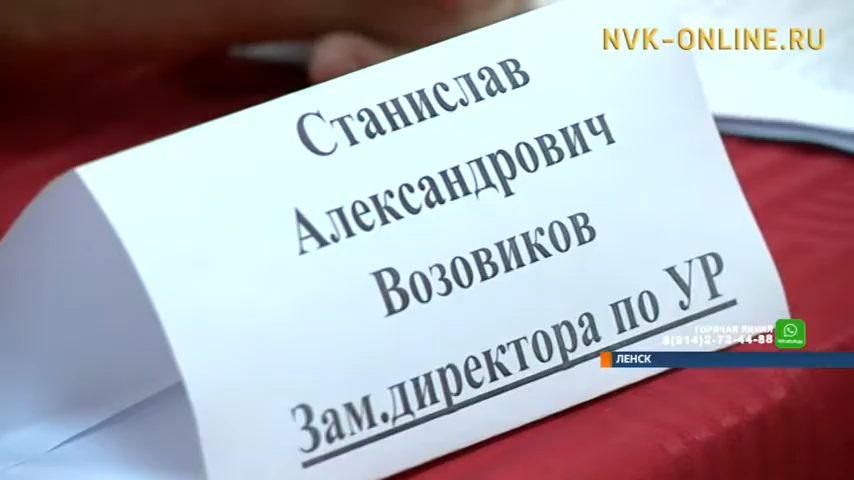 NVK-ONLINE.RU
Станислав
Александрович
Возовиков
Зам.директора по УР
ГОРЯЧАЯ ЛИНИЯ
8(914)2-73-44-88
WhatsApp
ЛЕНСК